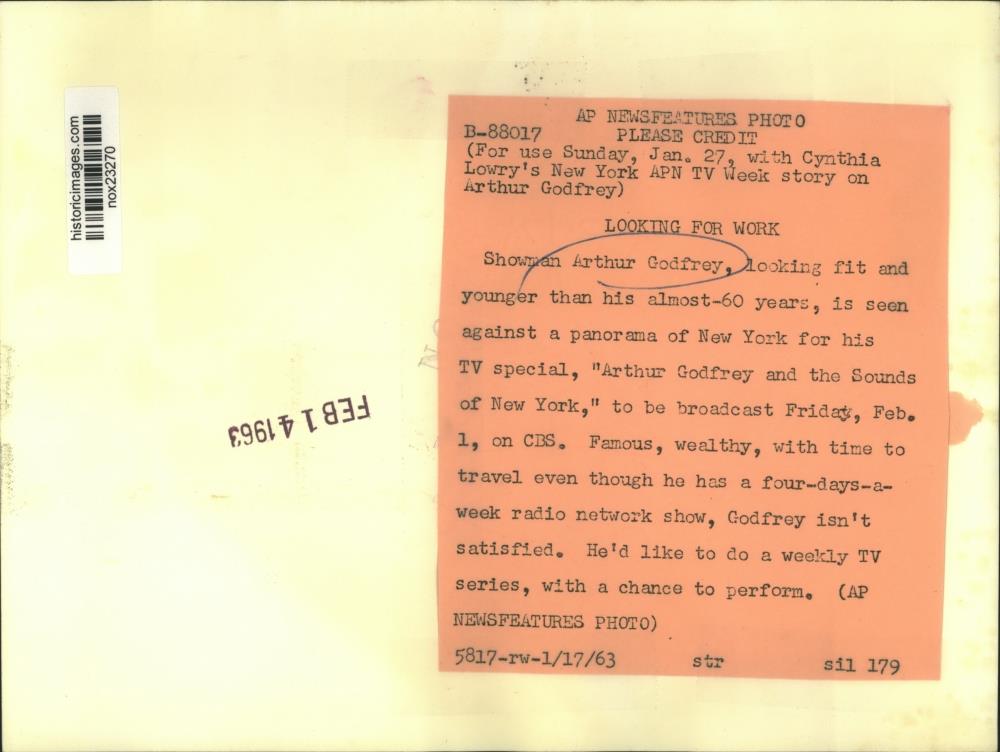 historicimages.com
nox23270
FEB 14 1963
AP NEWSFEATURES PHOTO
B-88017 PLEASE CREDIT
(For use Sunday, Jan. 27, with Cynthia
Lowry's New York APN TV Week story on
Arthur Godfrey)
LOOKING FOR WORK
Showman Arthur Godfrey, looking fit and
younger than his almost-60 years, is seen
against a panorama of New York for his
TV special, "Arthur Godfrey and the Sounds
of New York," to be broadcast Friday, Feb.
1, on CBS. Famous, wealthy, with time to
travel even though he has a four-days-a-
week radio network show, Godfrey isn't
satisfied. He'd like to do a weekly TV
series, with a chance to perform. (AP
NEWSFEATURES PHOTO)
5817-rw-1/17/63 str sil 179